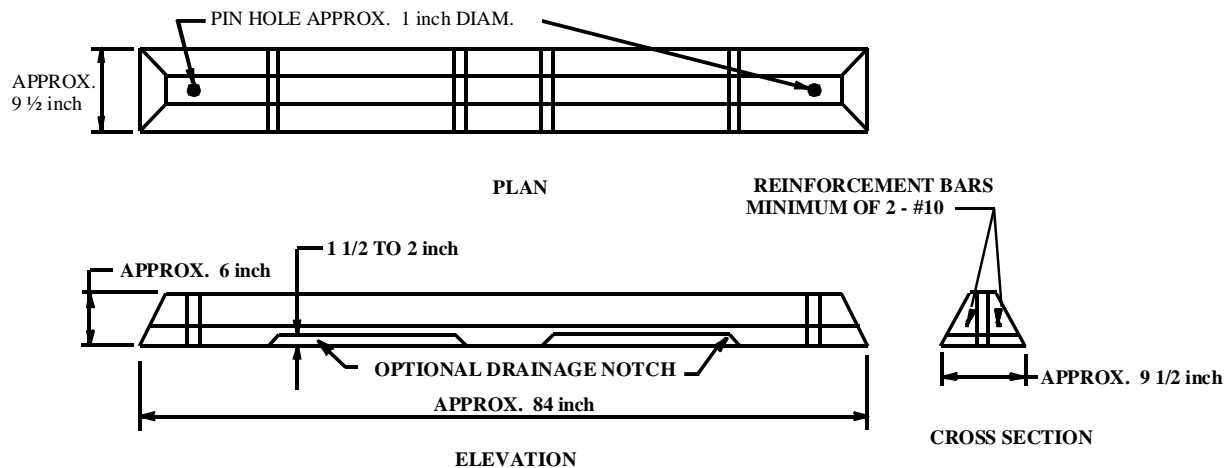 PIN HOLE APPROX. 1 inch DIAM.
APPROX.
9 ½ inch
PLAN
REINFORCEMENT BARS
MINIMUM OF 2 - #10
1 1/2 TO 2 inch
APPROX. 6 inch
OPTIONAL DRAINAGE NOTCH
APPROX. 9 1/2 inch
APPROX. 84 inch
CROSS SECTION
ELEVATION